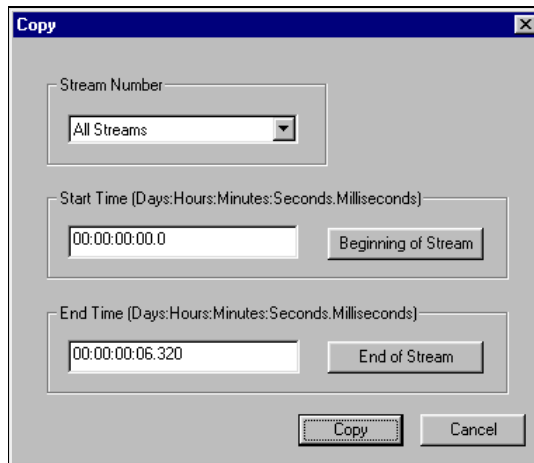 Copy
Stream Number
All Streams
Start Time (Days:Hours:Minutes:Seconds.Milliseconds)
00:00:00:00.0
Beginning of Stream
End Time (Days:Hours:Minutes:Seconds.Milliseconds)
00:00:00:06.320
End of Stream
Copy
Cancel